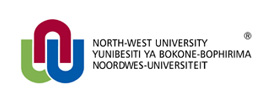 NORTH-WEST UNIVERSITY ®
YUNIBESITI YA BOKONE-BOPHIRIMA
NOORDWES-UNIVERSITEIT